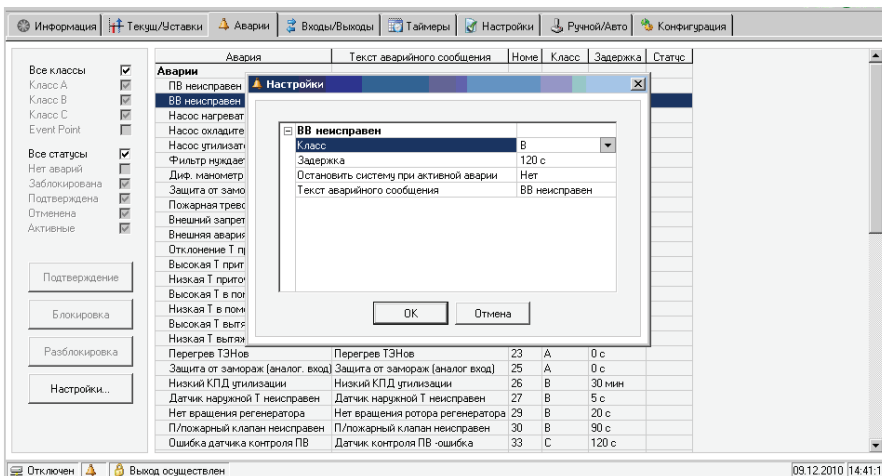 Информация Текущ/Уставки Аварии Входы/Выходы Таймеры Настройки Ручной/Авто Конфигурация
Авария Текст аварийного сообщения Номе Класс Задержка Статус
Все классы
Класс А
Класс В
Класс С
Event Point
Все статусы
Нет аварий
Заблокирована
Подтверждена
Отменена
Активные
Подтверждение
Блокировка
Разблокировка
Настройки...
Аварии
ПВ неисправен
ВВ неисправен
Насос нагреват
Насос охладите
Насос утилизат
Фильтр нуждает
Диф. манометр
Защита от замо
Пожарная трево
Внешний запрет
Внешняя авария
Отклонение Т п
Высокая Т прит
Низкая Т прито
Высокая Т в по
Низкая Т в пом
Высокая Т вытя
Низкая Т вытяж
Перегрев ТЭНов Перегрев ТЭНов 23 А 0 с
Защита от замораж (аналог. вход) Защита от замораж (аналог вход) 25 А 0 с
Низкий КПД утилизации Низкий КПД утилизации 26 В 30 мин
Датчик наружной Т неисправен Датчик наружной Т неисправен 27 В 5 с
Нет вращения регенератора Нет вращения ротора регенератора 29 В 20 с
П/пожарный клапан неисправен П/пожарный клапан неисправен 30 В 90 с
Ошибка датчика контроля ПВ Датчик контроля ПВ -ошибка 33 С 120 с
Настройки
ВВ неисправен
Класс В
Задержка 120 с
Остановить систему при активной аварии Нет
Текст аварийного сообщения ВВ неисправен
OK Отмена
Отключен Выход осуществлен 09.12.2010 14:41:1